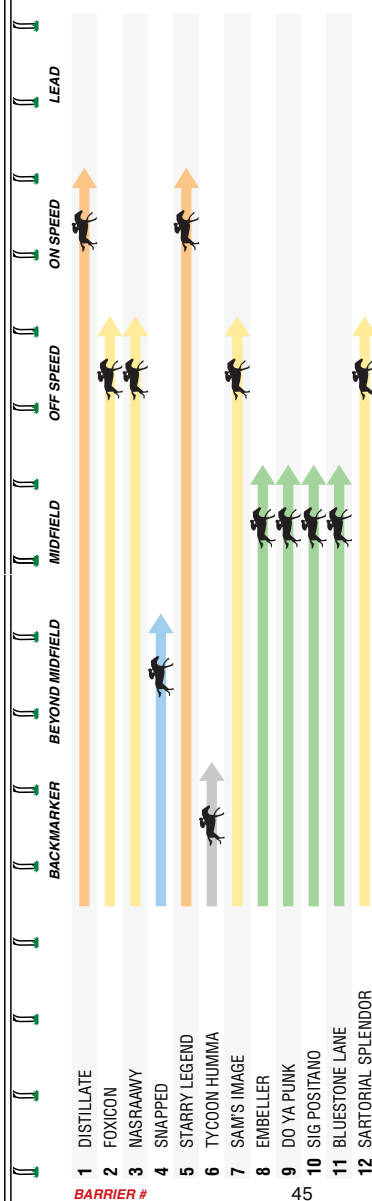 LEAD
ON SPEED
OFF SPEED
MIDFIELD
BEYOND MIDFIELD
BACKMARKER
1 DISTILLATE
2 FOXICON
3 NASRAAWY
4 SNAPPED
5 STARRY LEGEND
6 TYCOON HUMMA
7 SAM'S IMAGE
8 EMBELLER
9 DO YA PUNK
10 SIG POSITANO
11 BLUESTONE LANE
12 SARTORIAL SPLENDOR
BARRIER #
45